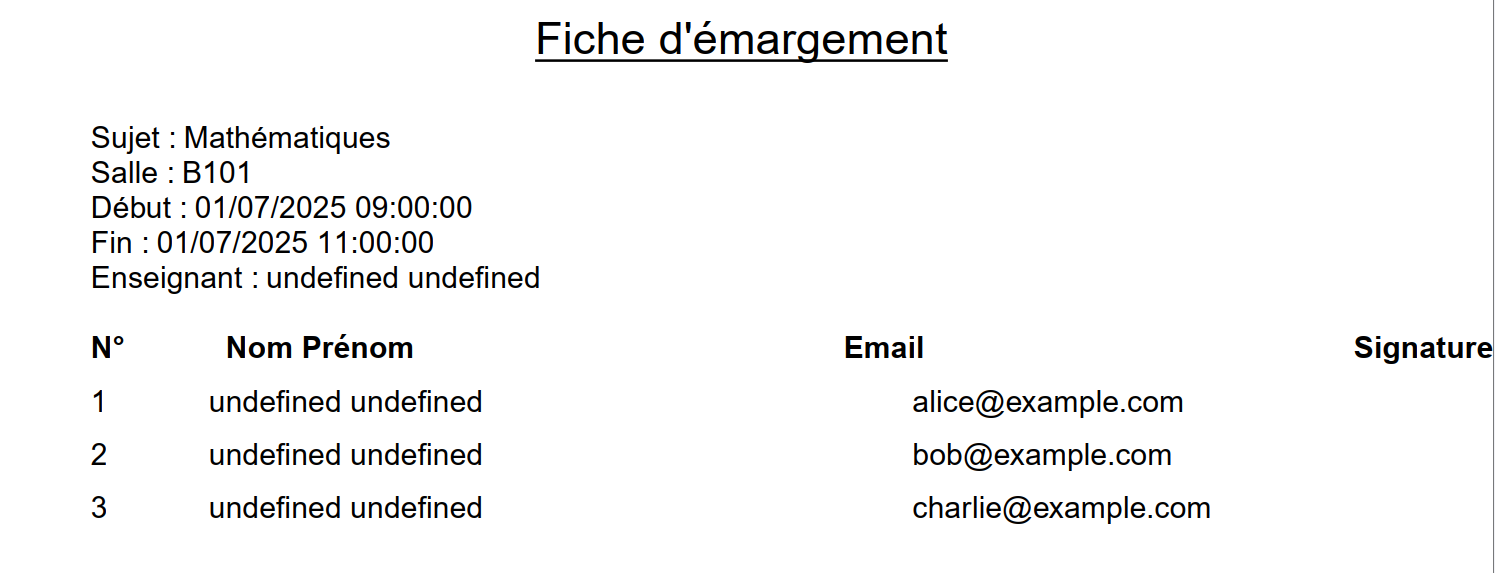 Fiche d'émargement
Sujet : Mathématiques
Salle : B101
Début : 01/07/2025 09:00:00
Fin : 01/07/2025 11:00:00
Enseignant : undefined undefined
N° Nom Prénom Email Signature
1 undefined undefined alice@example.com
2 undefined undefined bob@example.com
3 undefined undefined charlie@example.com